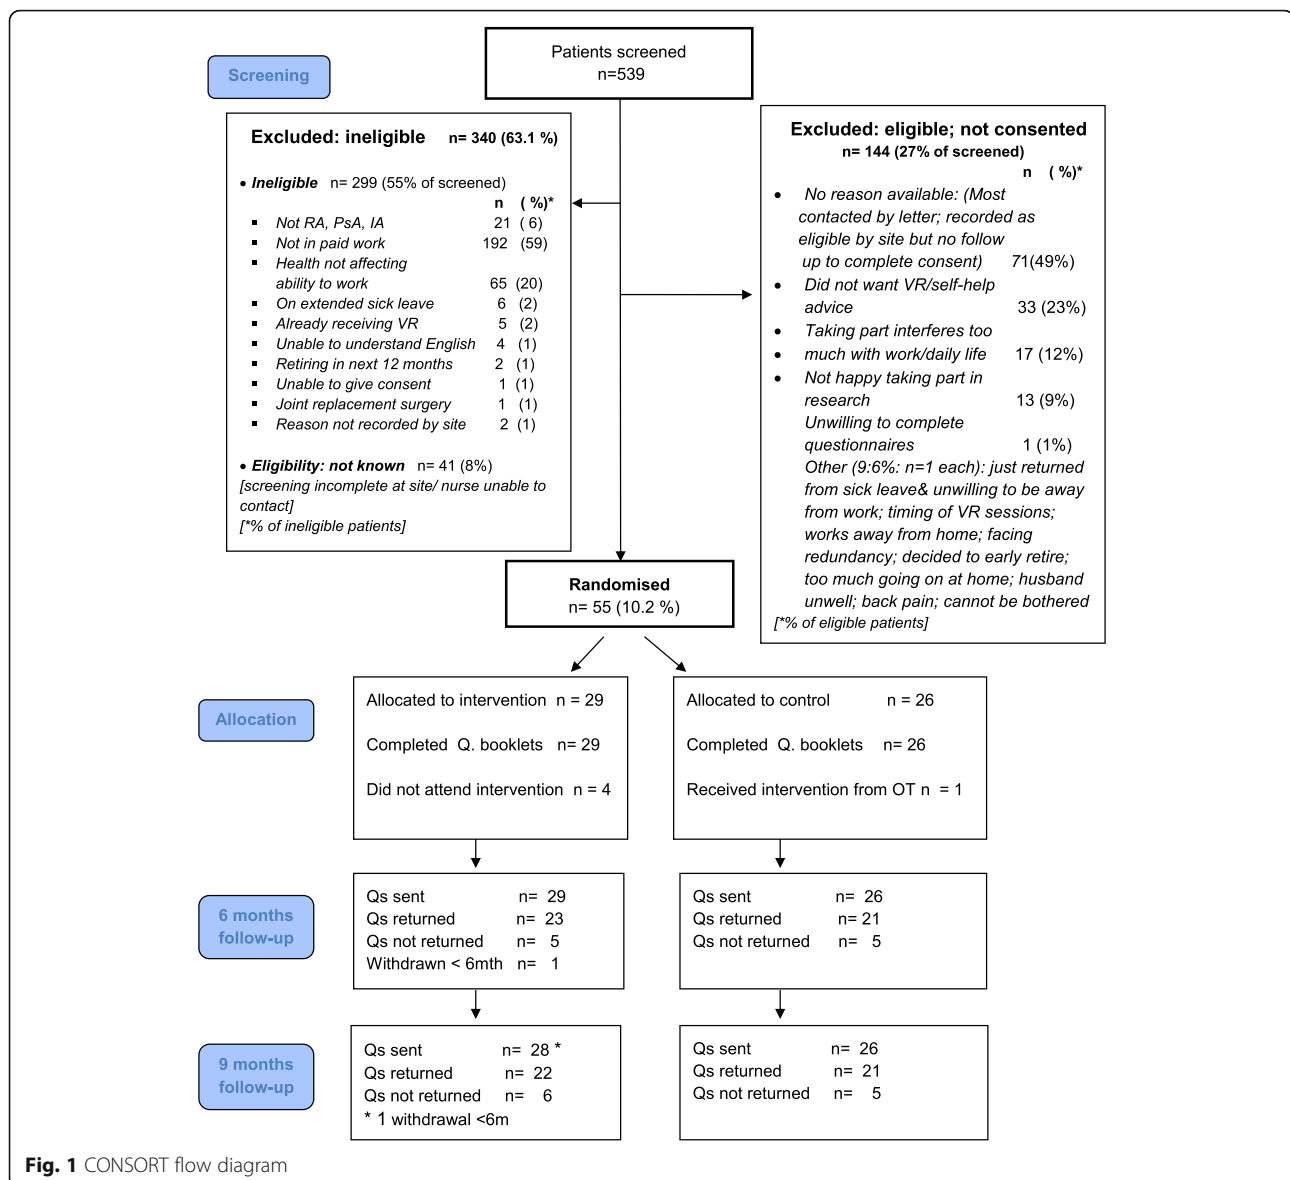 Patients screened
n=539
Screening
Excluded: ineligible n= 340 (63.1 %)
• Ineligible n= 299 (55% of screened)
n ( %)*
▪ Not RA, PsA, IA 21 ( 6)
▪ Not in paid work 192 (59)
▪ Health not affecting
ability to work 65 (20)
▪ On extended sick leave 6 (2)
▪ Already receiving VR 5 (2)
▪ Unable to understand English 4 (1)
▪ Retiring in next 12 months 2 (1)
▪ Unable to give consent 1 (1)
▪ Joint replacement surgery 1 (1)
▪ Reason not recorded by site 2 (1)
• Eligibility: not known n= 41 (8%)
[screening incomplete at site/ nurse unable to
contact]
[*% of ineligible patients]
Excluded: eligible; not consented
n= 144 (27% of screened)
n ( %)*
• No reason available: (Most
contacted by letter; recorded as
eligible by site but no follow
up to complete consent) 71(49%)
• Did not want VR/self-help
advice 33 (23%)
• Taking part interferes too
• much with work/daily life 17 (12%)
• Not happy taking part in
research 13 (9%)
Unwilling to complete
questionnaires 1 (1%)
Other (9:6%: n=1 each): just returned
from sick leave& unwilling to be away
from work; timing of VR sessions;
works away from home; facing
redundancy; decided to early retire;
too much going on at home; husband
unwell; back pain; cannot be bothered
[*% of eligible patients]
Randomised
n= 55 (10.2 %)
Allocation
Allocated to intervention n = 29
Completed Q. booklets n= 29
Did not attend intervention n = 4
Allocated to control n = 26
Completed Q. booklets n= 26
Received intervention from OT n = 1
6 months
follow-up
Qs sent n= 29
Qs returned n= 23
Qs not returned n= 5
Withdrawn < 6mth n= 1
Qs sent n= 26
Qs returned n= 21
Qs not returned n= 5
9 months
follow-up
Qs sent n= 28 *
Qs returned n= 22
Qs not returned n= 6
* 1 withdrawal <6m
Qs sent n= 26
Qs returned n= 21
Qs not returned n= 5
Fig. 1 CONSORT flow diagram